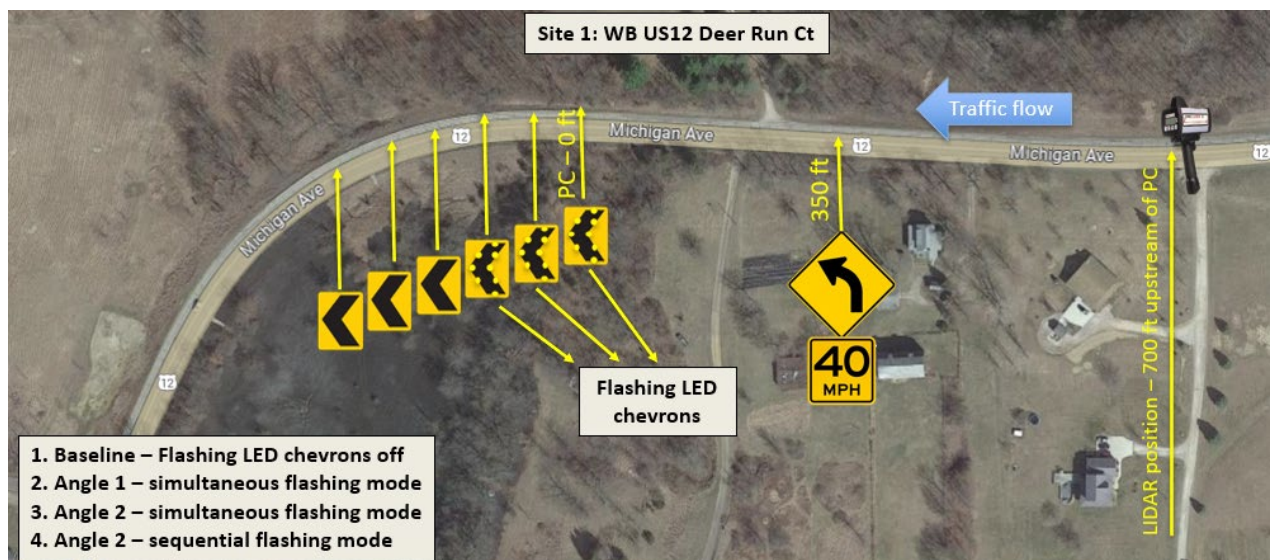 Site 1: WB US12 Deer Run Ct
Traffic flow
12
Michigan Ave
12
Michigan Ave
12
PC – 0 ft
350 ft
LIDAR position – 700 ft upstream of PC
Michigan Ave
40
MPH
Flashing LED
chevrons
12
1. Baseline – Flashing LED chevrons off
2. Angle 1 – simultaneous flashing mode
3. Angle 2 – simultaneous flashing mode
4. Angle 2 – sequential flashing mode